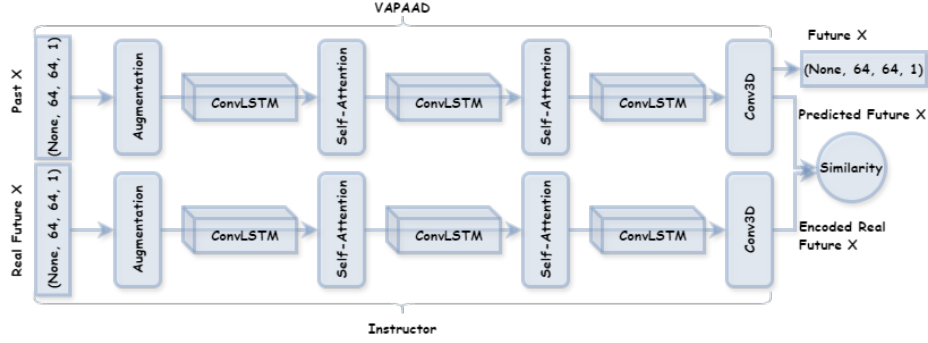 VAPAAD
Past X
(None, 64, 64, 1)
Augmentation
ConvLSTM
Self-Attention
ConvLSTM
Self-Attention
ConvLSTM
Conv3D
Future X
(None, 64, 64, 1)
Predicted Future X
Similarity
Real Future X
(None, 64, 64, 1)
Augmentation
ConvLSTM
Self-Attention
ConvLSTM
Self-Attention
ConvLSTM
Conv3D
Encoded Real
Future X
Instructor